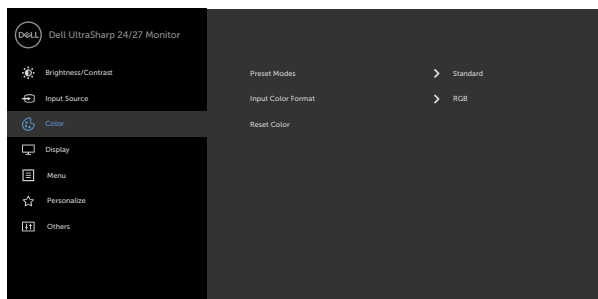 DELL Dell UltraSharp 24/27 Monitor
Brightness/Contrast
Preset Modes Standard
Input Source
Input Color Format RGB
Color
Reset Color
Display
Menu
Personalize
Others